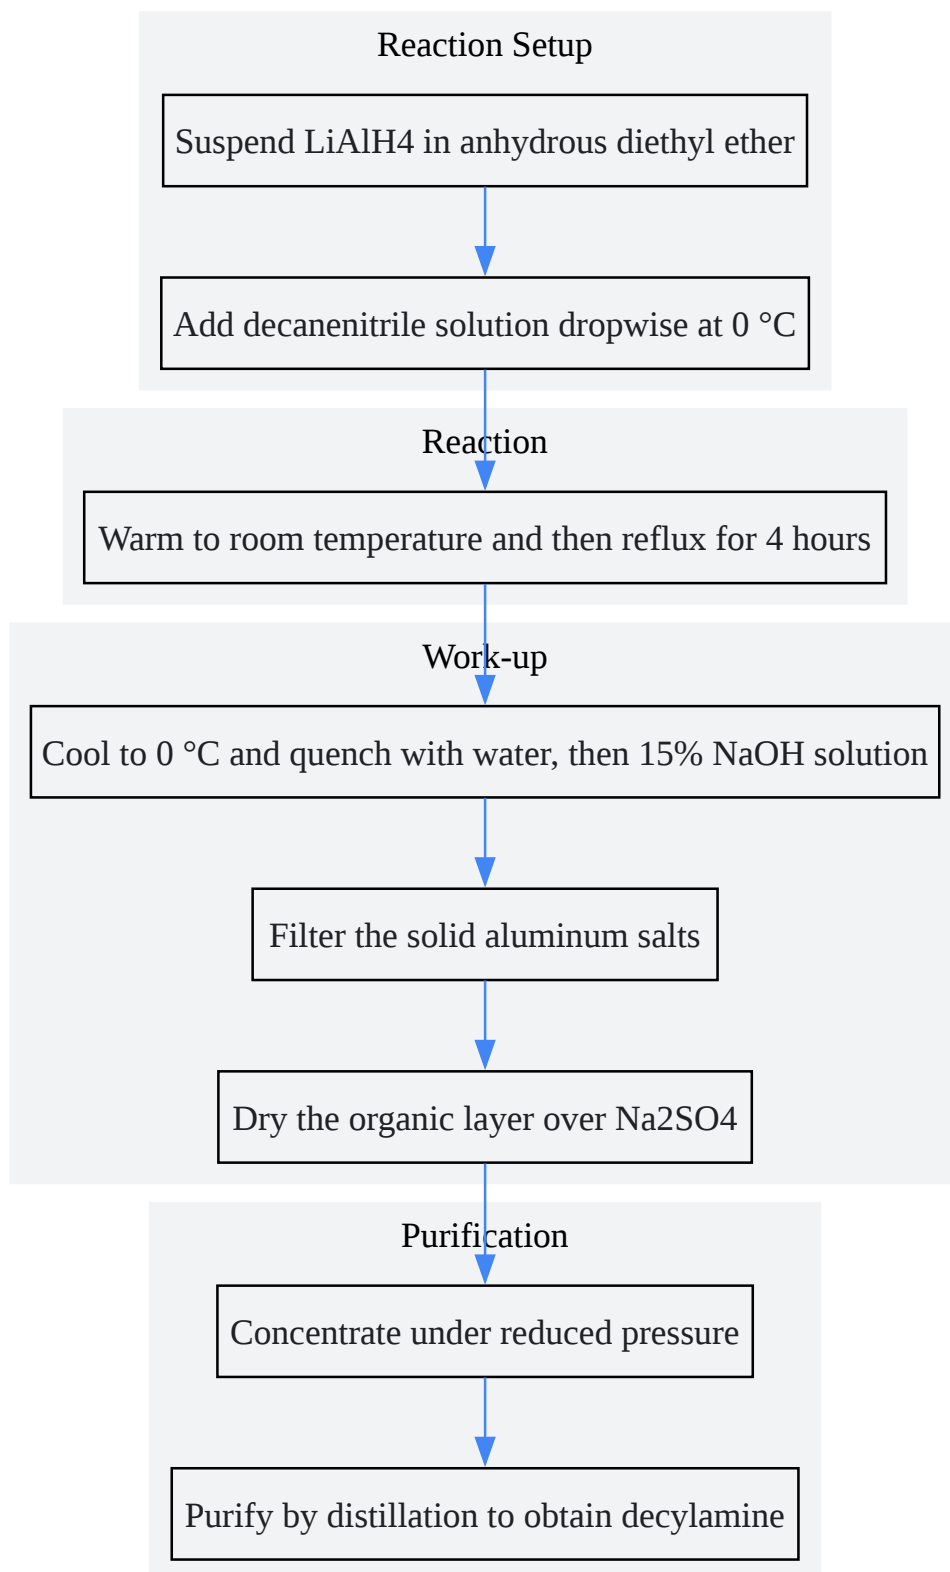 Reaction Setup
Suspend LiAlH4 in anhydrous diethyl ether
Add decanenitrile solution dropwise at 0 °C
Reaction
Warm to room temperature and then reflux for 4 hours
Work-up
Cool to 0 °C and quench with water, then 15% NaOH solution
Filter the solid aluminum salts
Dry the organic layer over Na2SO4
Purification
Concentrate under reduced pressure
Purify by distillation to obtain decylamine